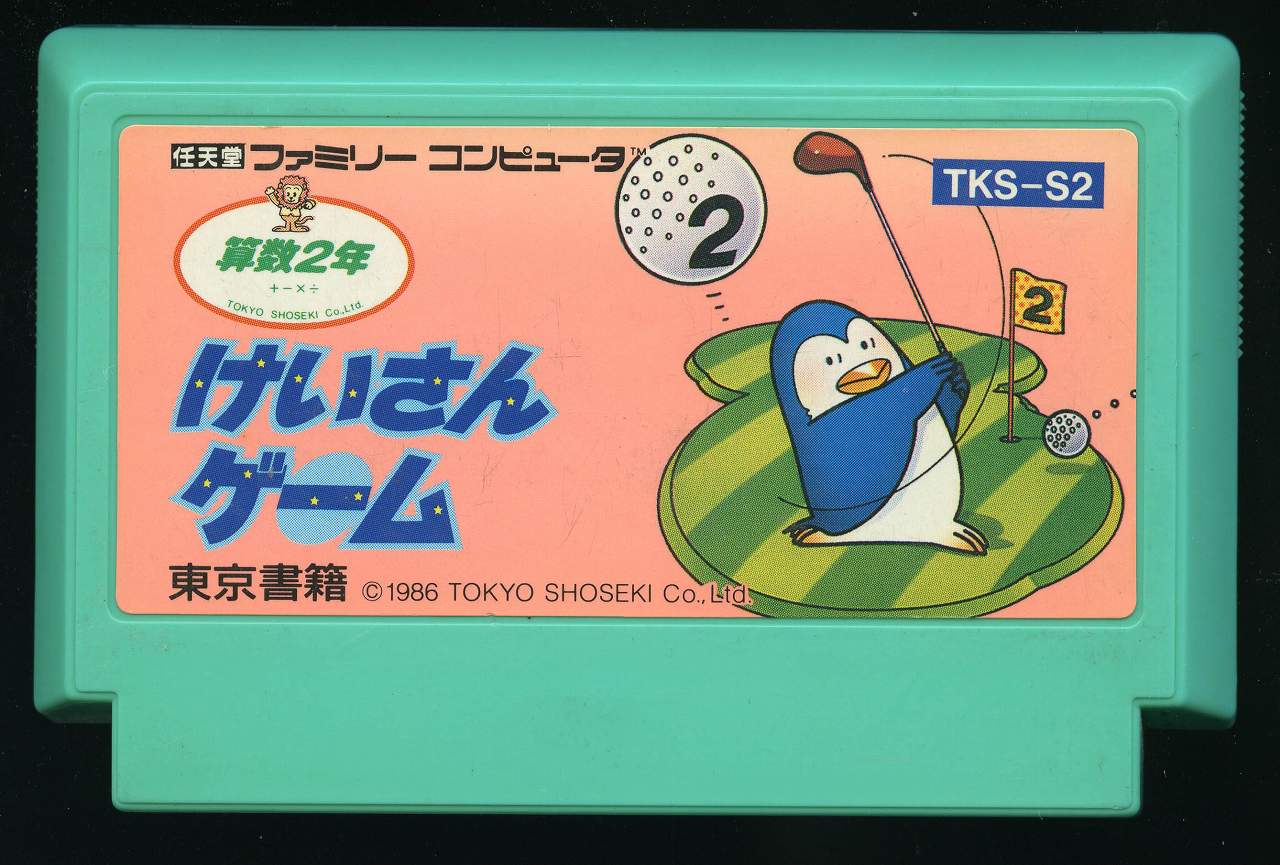 任天堂 ファミリー コンピュータ™
TKS-S2
2
算数2年
+-×÷
TOKYO SHOSEKI Co.,Ltd.
2
けいさん
ゲーム
東京書籍 ©1986 TOKYO SHOSEKI Co.,Ltd.